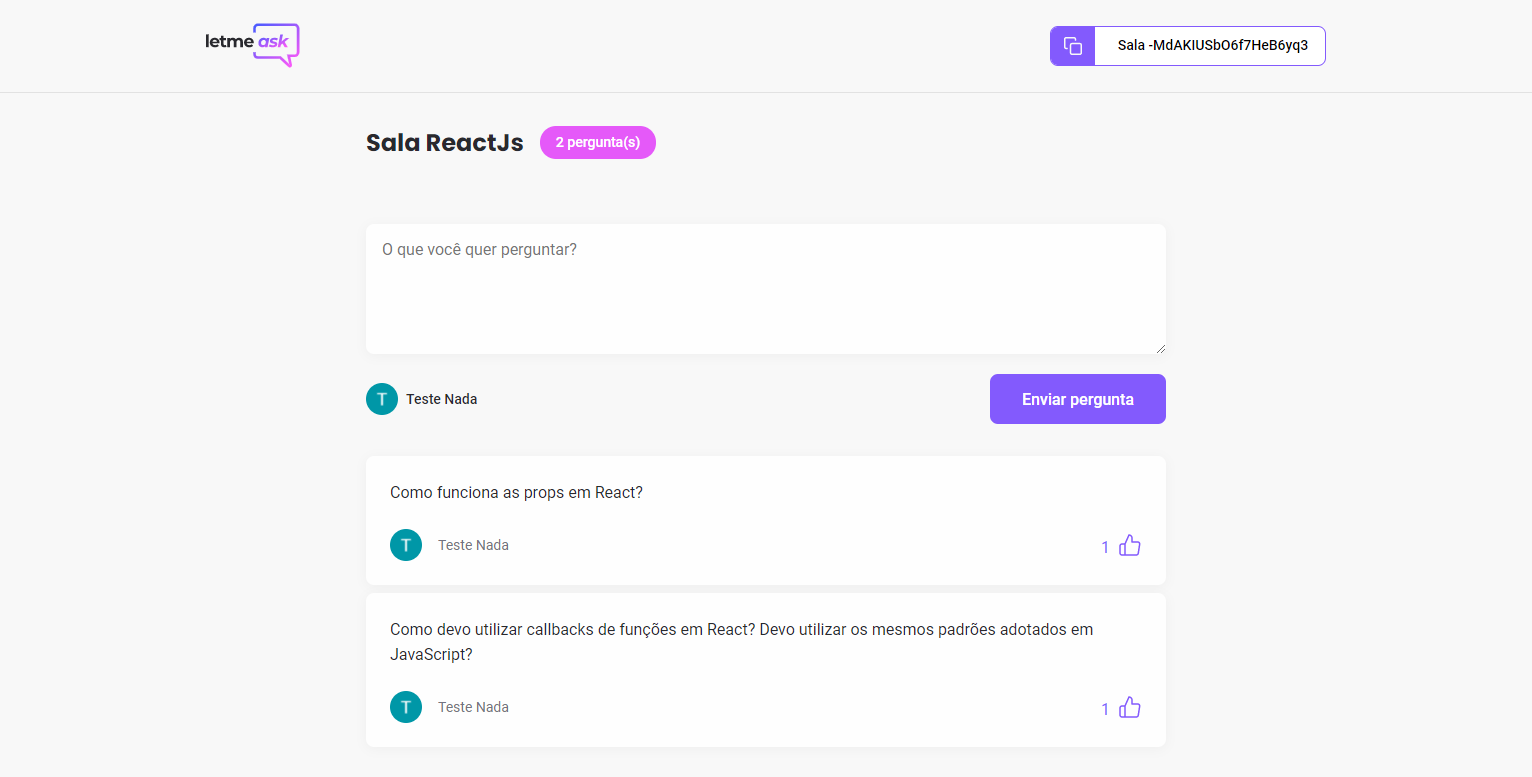 letme ask
Sala -MdAKIUSbO6f7HeB6yq3
Sala ReactJs
2 pergunta(s)
O que você quer perguntar?
T
Teste Nada
Enviar pergunta
Como funciona as props em React?
T
Teste Nada
1
Como devo utilizar callbacks de funções em React? Devo utilizar os mesmos padrões adotados em
JavaScript?
T
Teste Nada
1